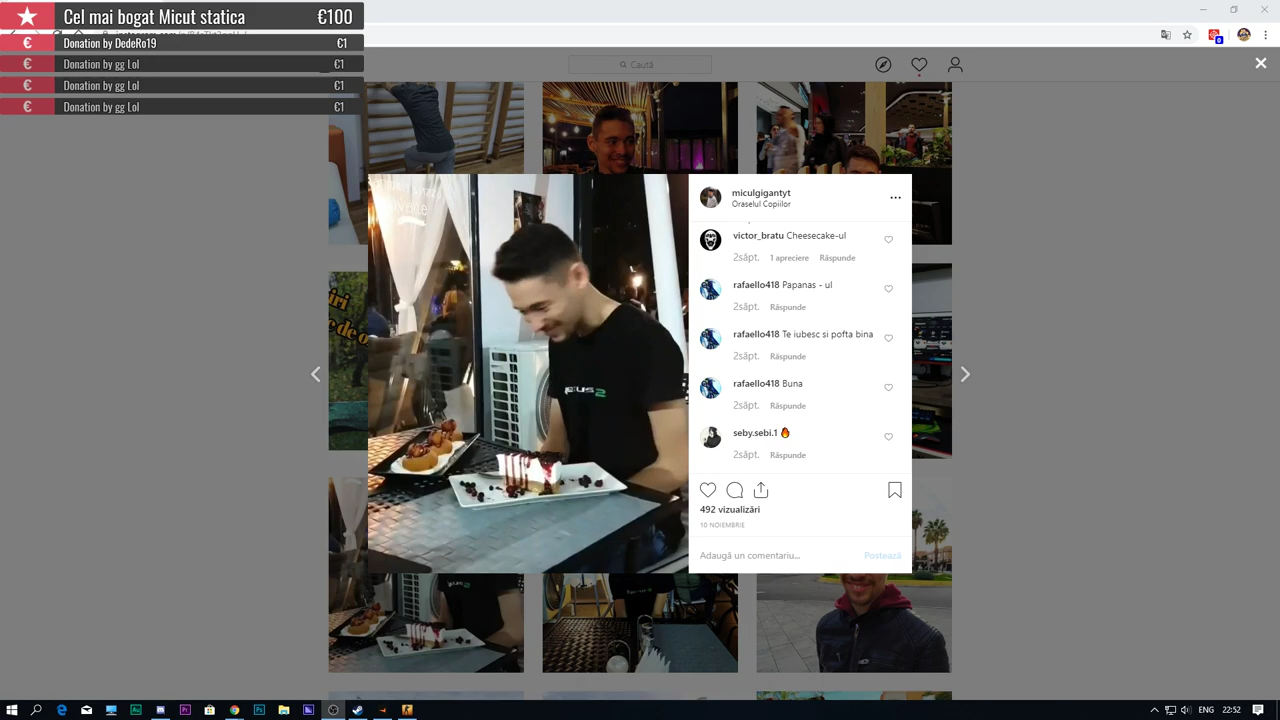 Cel mai bogat Micut statica €100
€ Donation by DedeRo19 €1
€ Donation by gg Lol €1
€ Donation by gg Lol €1
€ Donation by gg Lol €1
Caută
miculgigantyt
Oraselul Copiilor
victor_bratu Cheesecake-ul
2săpt. 1 apreciere Răspunde
rafaello418 Papanas - ul
2săpt. Răspunde
rafaello418 Te iubesc si pofta bina
2săpt. Răspunde
rafaello418 Buna
2săpt. Răspunde
seby.sebi.1 🔥
2săpt. Răspunde
492 vizualizări
10 NOIEMBRIE
Adaugă un comentariu... Postează
ENG 22:52